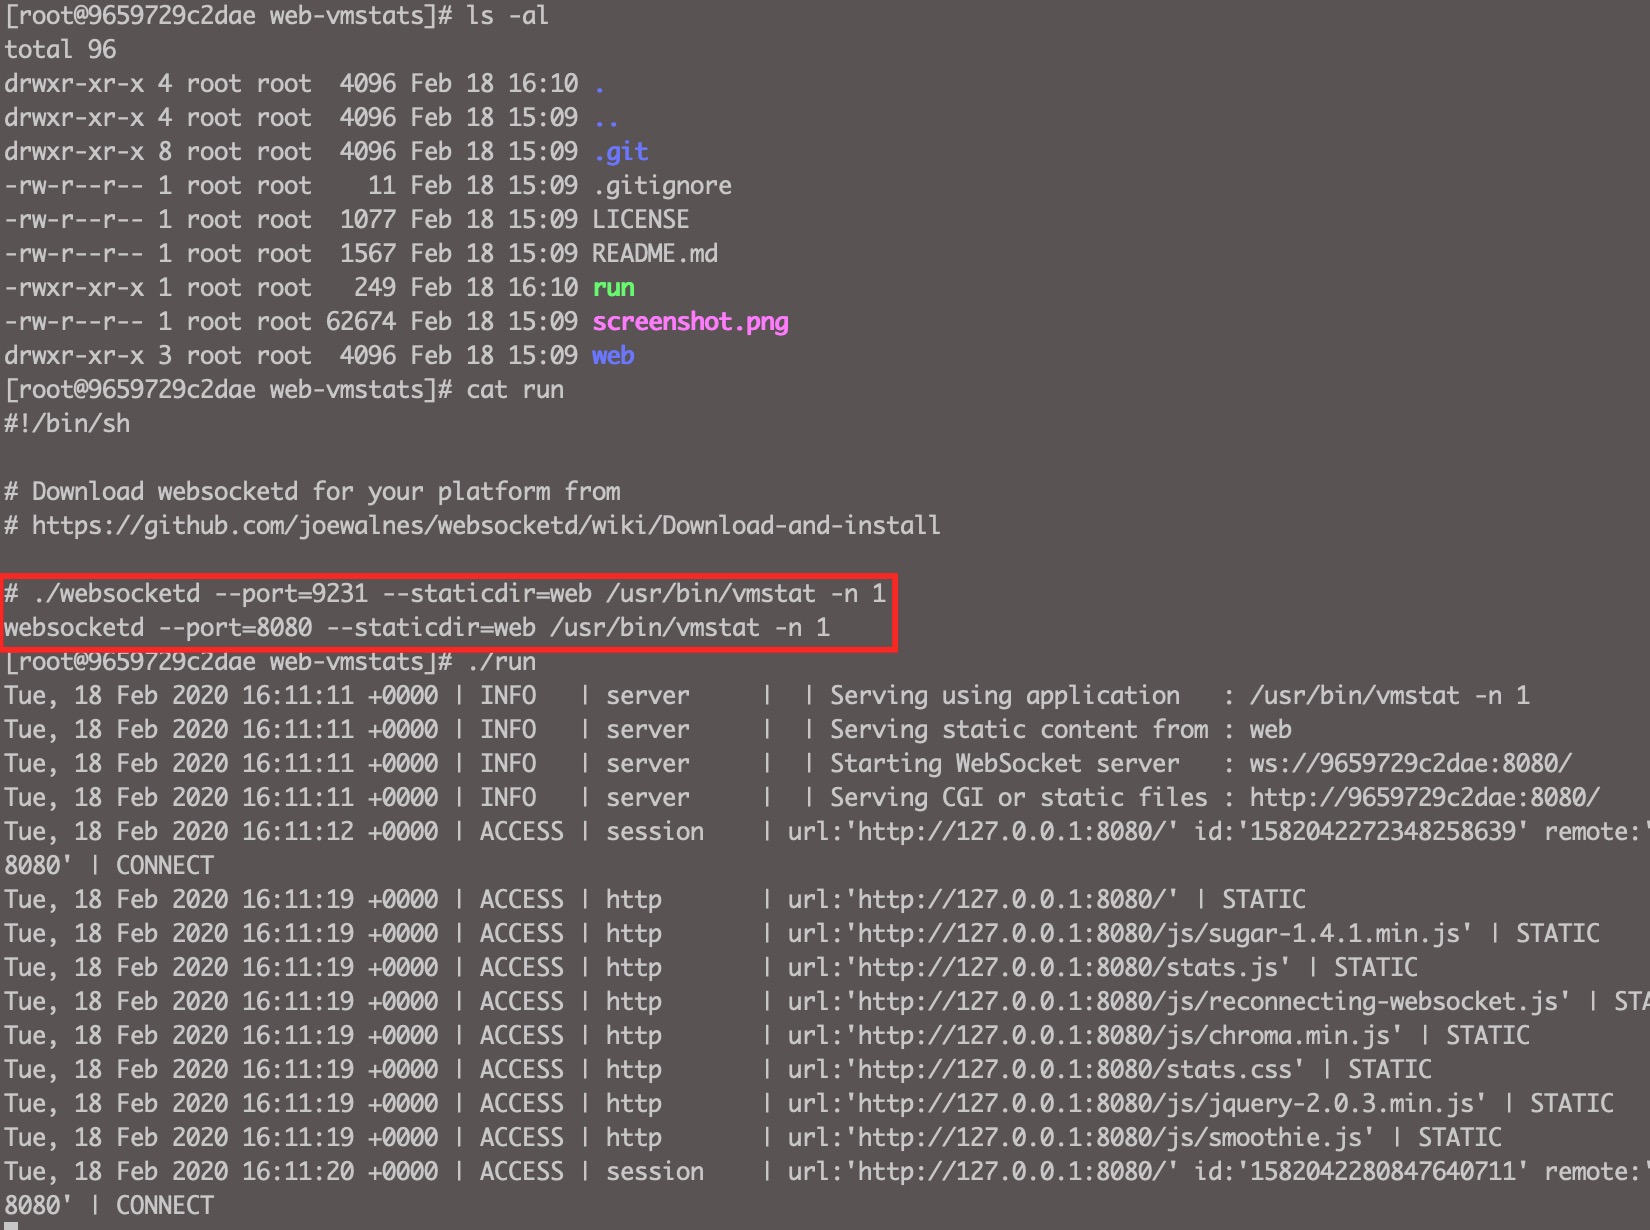 [root@9659729c2dae web-vmstats]# ls -al
total 96
drwxr-xr-x 4 root root  4096 Feb 18 16:10 .
drwxr-xr-x 4 root root  4096 Feb 18 15:09 ..
drwxr-xr-x 8 root root  4096 Feb 18 15:09 .git
-rw-r--r-- 1 root root    11 Feb 18 15:09 .gitignore
-rw-r--r-- 1 root root  1077 Feb 18 15:09 LICENSE
-rw-r--r-- 1 root root  1567 Feb 18 15:09 README.md
-rwxr-xr-x 1 root root   249 Feb 18 16:10 run
-rw-r--r-- 1 root root 62674 Feb 18 15:09 screenshot.png
drwxr-xr-x 3 root root  4096 Feb 18 15:09 web
[root@9659729c2dae web-vmstats]# cat run
#!/bin/sh
# Download websocketd for your platform from
# https://github.com/joewalnes/websocketd/wiki/Download-and-install
# ./websocketd --port=9231 --staticdir=web /usr/bin/vmstat -n 1
websocketd --port=8080 --staticdir=web /usr/bin/vmstat -n 1
[root@9659729c2dae web-vmstats]# ./run
Tue, 18 Feb 2020 16:11:11 +0000 | INFO   | server     |  | Serving using application   : /usr/bin/vmstat -n 1
Tue, 18 Feb 2020 16:11:11 +0000 | INFO   | server     |  | Serving static content from : web
Tue, 18 Feb 2020 16:11:11 +0000 | INFO   | server     |  | Starting WebSocket server   : ws://9659729c2dae:8080/
Tue, 18 Feb 2020 16:11:11 +0000 | INFO   | server     |  | Serving CGI or static files : http://9659729c2dae:8080/
Tue, 18 Feb 2020 16:11:12 +0000 | ACCESS | session    | url:'http://127.0.0.1:8080/' id:'1582042272348258639' remote:'
8080' | CONNECT
Tue, 18 Feb 2020 16:11:19 +0000 | ACCESS | http       | url:'http://127.0.0.1:8080/' | STATIC
Tue, 18 Feb 2020 16:11:19 +0000 | ACCESS | http       | url:'http://127.0.0.1:8080/js/sugar-1.4.1.min.js' | STATIC
Tue, 18 Feb 2020 16:11:19 +0000 | ACCESS | http       | url:'http://127.0.0.1:8080/stats.js' | STATIC
Tue, 18 Feb 2020 16:11:19 +0000 | ACCESS | http       | url:'http://127.0.0.1:8080/js/reconnecting-websocket.js' | STA
Tue, 18 Feb 2020 16:11:19 +0000 | ACCESS | http       | url:'http://127.0.0.1:8080/js/chroma.min.js' | STATIC
Tue, 18 Feb 2020 16:11:19 +0000 | ACCESS | http       | url:'http://127.0.0.1:8080/stats.css' | STATIC
Tue, 18 Feb 2020 16:11:19 +0000 | ACCESS | http       | url:'http://127.0.0.1:8080/js/jquery-2.0.3.min.js' | STATIC
Tue, 18 Feb 2020 16:11:19 +0000 | ACCESS | http       | url:'http://127.0.0.1:8080/js/smoothie.js' | STATIC
Tue, 18 Feb 2020 16:11:20 +0000 | ACCESS | session    | url:'http://127.0.0.1:8080/' id:'1582042280847640711' remote:'
8080' | CONNECT